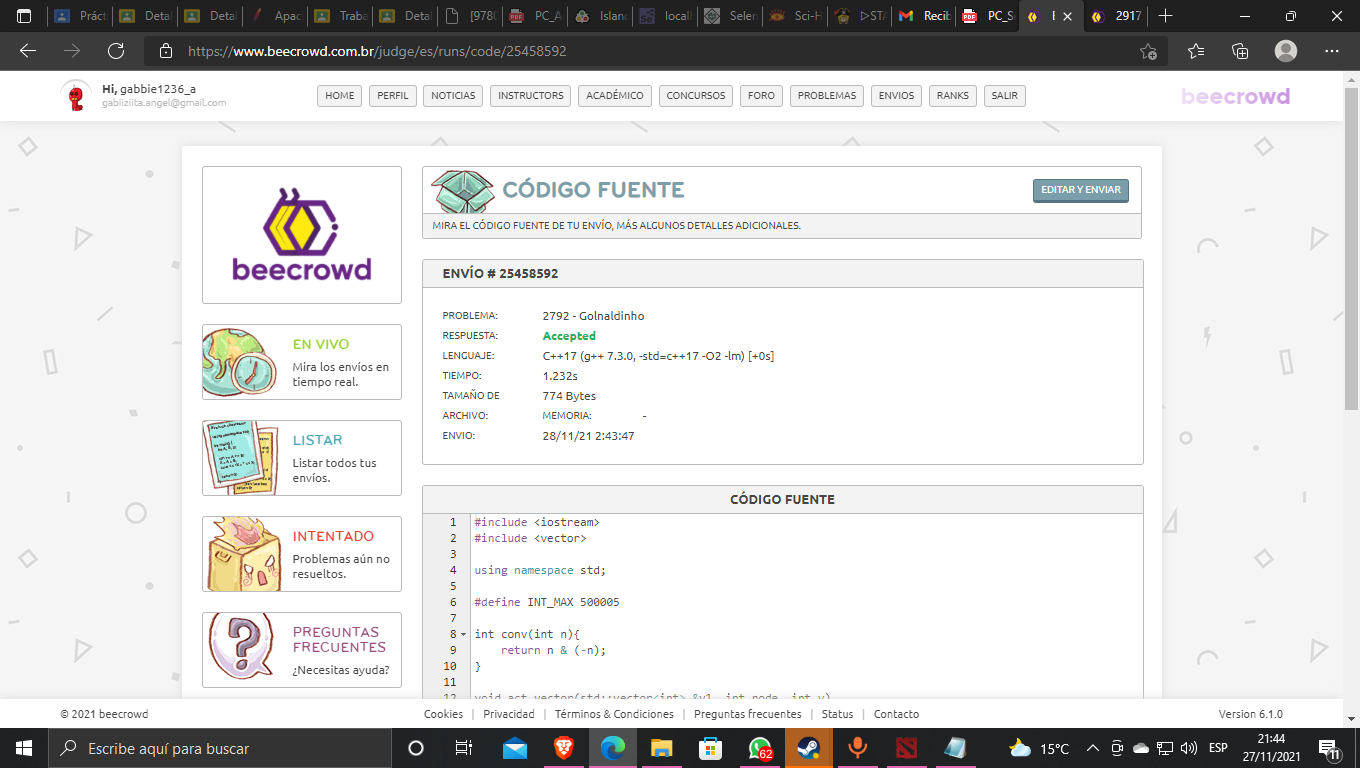 Práct
Detal
Detal
Apac
Traba
Detal
[9780
PC_A
Islanc
locall
Selen
Sci-H
▷STA
Recib
PC_S
2917
https://www.beecrowd.com.br/judge/es/runs/code/25458592
Hi, gabbie1236_a
gabiiziiita.angel@gmail.com
HOME PERFIL NOTICIAS INSTRUCTORS ACADÉMICO CONCURSOS FORO PROBLEMAS ENVIOS RANKS SALIR
beecrowd
beecrowd
EN VIVO
Mira los envíos en
tiempo real.
LISTAR
Listar todos tus
envíos.
INTENTADO
Problemas aún no
resueltos.
PREGUNTAS
FRECUENTES
¿Necesitas ayuda?
CÓDIGO FUENTE
EDITAR Y ENVIAR
MIRA EL CÓDIGO FUENTE DE TU ENVÍO, MÁS ALGUNOS DETALLES ADICIONALES.
ENVÍO # 25458592
PROBLEMA: 2792 - Golnaldinho
RESPUESTA: Accepted
LENGUAJE: C++17 (g++ 7.3.0, -std=c++17 -O2 -lm) [+0s]
TIEMPO: 1.232s
TAMAÑO DE 774 Bytes
ARCHIVO: MEMORIA: -
ENVIO: 28/11/21 2:43:47
CÓDIGO FUENTE
1 #include <iostream>
2 #include <vector>
3
4 using namespace std;
5
6 #define INT_MAX 500005
7
8 int conv(int n){
9 return n & (-n);
10 }
11
12 void act_vector(std::vector<int> &v1, int node, int v)
© 2021 beecrowd
Cookies | Privacidad | Términos & Condiciones | Preguntas frecuentes | Status | Contacto
Version 6.1.0
Escribe aquí para buscar
62
15°C
ESP
21:44
27/11/2021
11